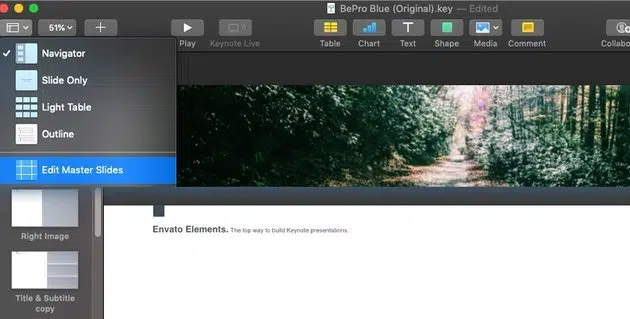 BePro Blue (Original).key — Edited
51%
11
Play
Keynote Live
Table
Chart
Text
Shape
Media
Comment
Navigator
Slide Only
Light Table
Outline
Edit Master Slides
Right Image
Title & Subtitle
copy
Envato Elements. The top way to build Keynote presentations.